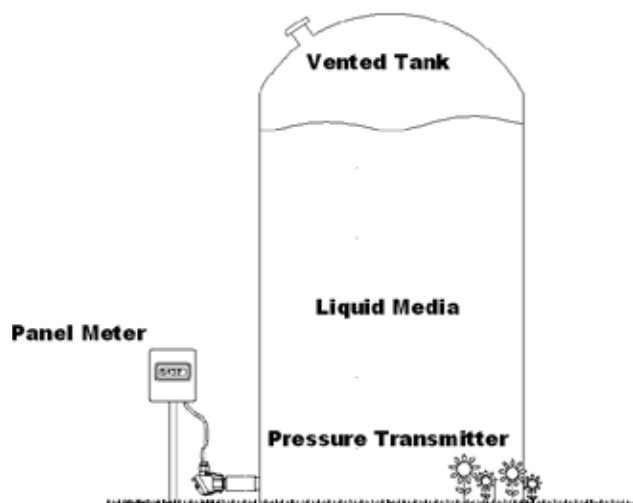 Vented Tank
Liquid Media
Panel Meter
Pressure Transmitter